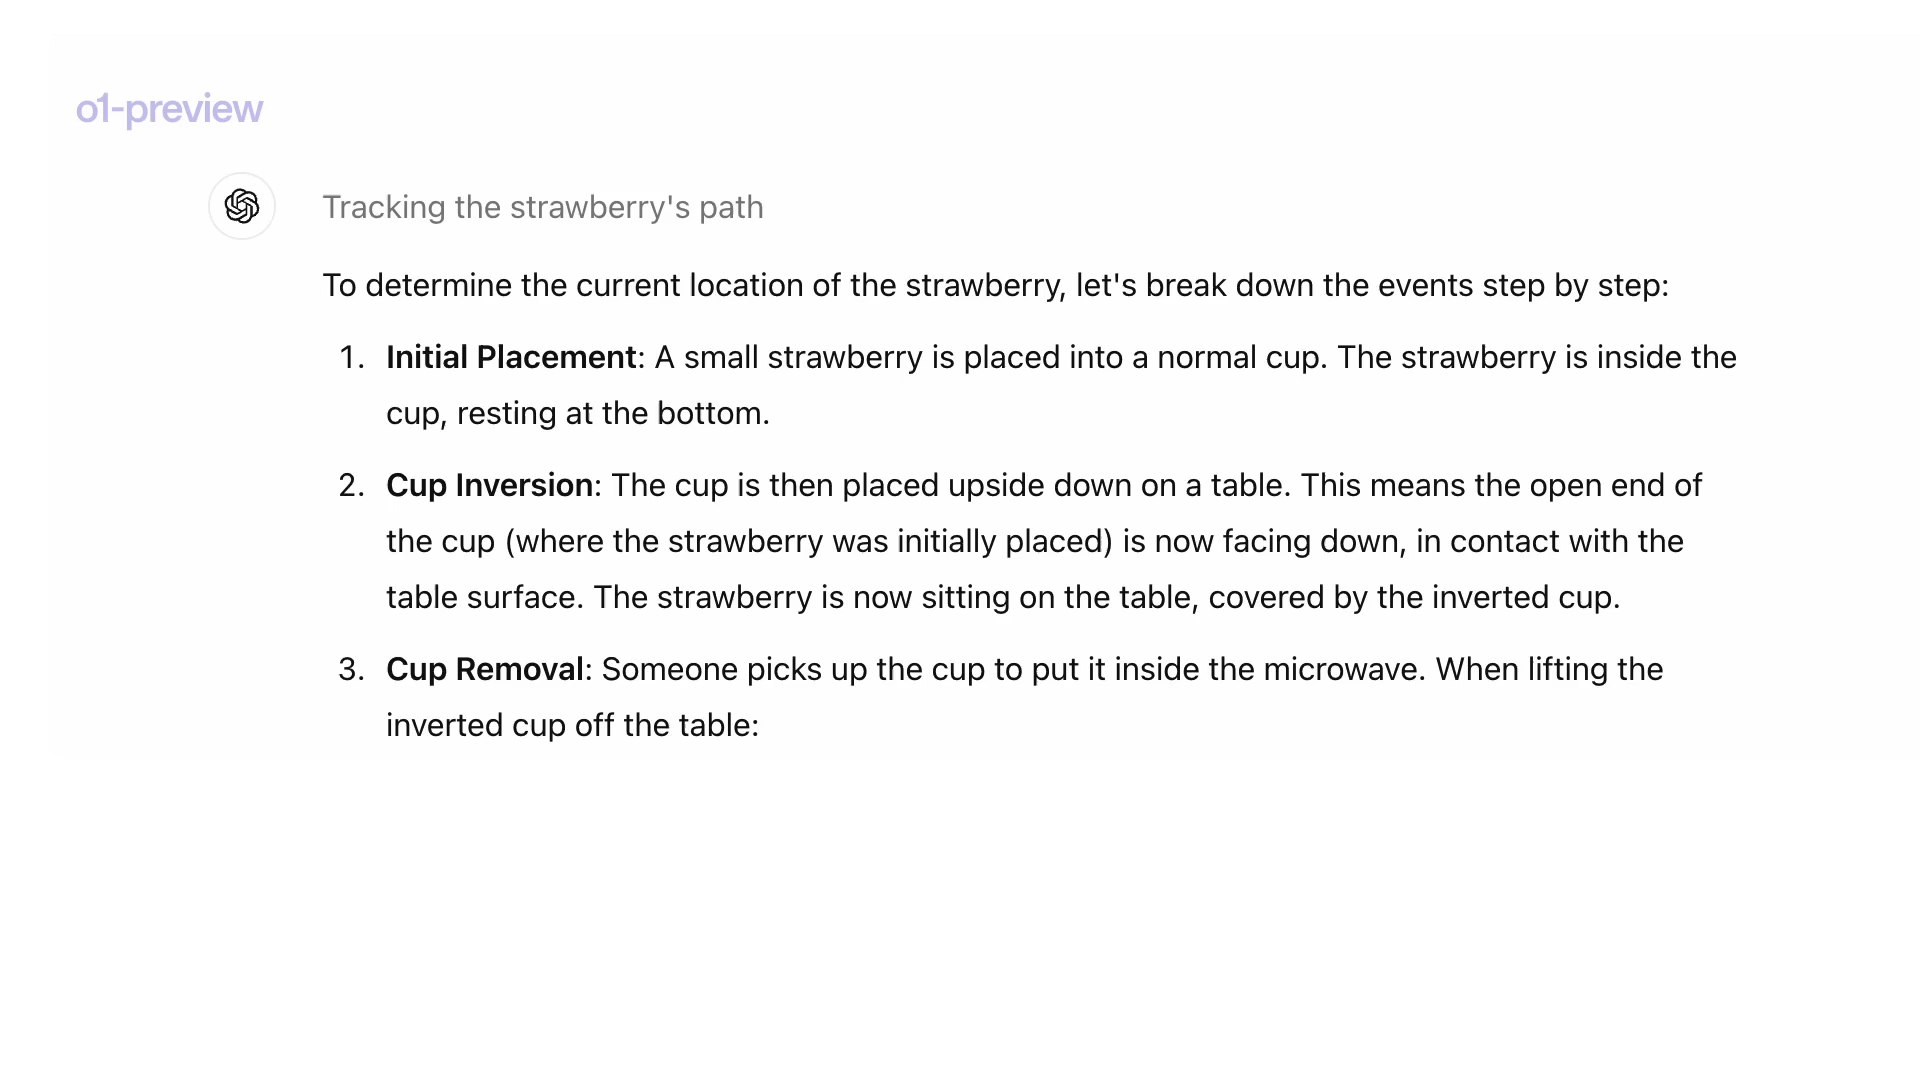 o1-preview
Tracking the strawberry's path
To determine the current location of the strawberry, let's break down the events step by step:
1. Initial Placement: A small strawberry is placed into a normal cup. The strawberry is inside the
cup, resting at the bottom.
2. Cup Inversion: The cup is then placed upside down on a table. This means the open end of
the cup (where the strawberry was initially placed) is now facing down, in contact with the
table surface. The strawberry is now sitting on the table, covered by the inverted cup.
3. Cup Removal: Someone picks up the cup to put it inside the microwave. When lifting the
inverted cup off the table: